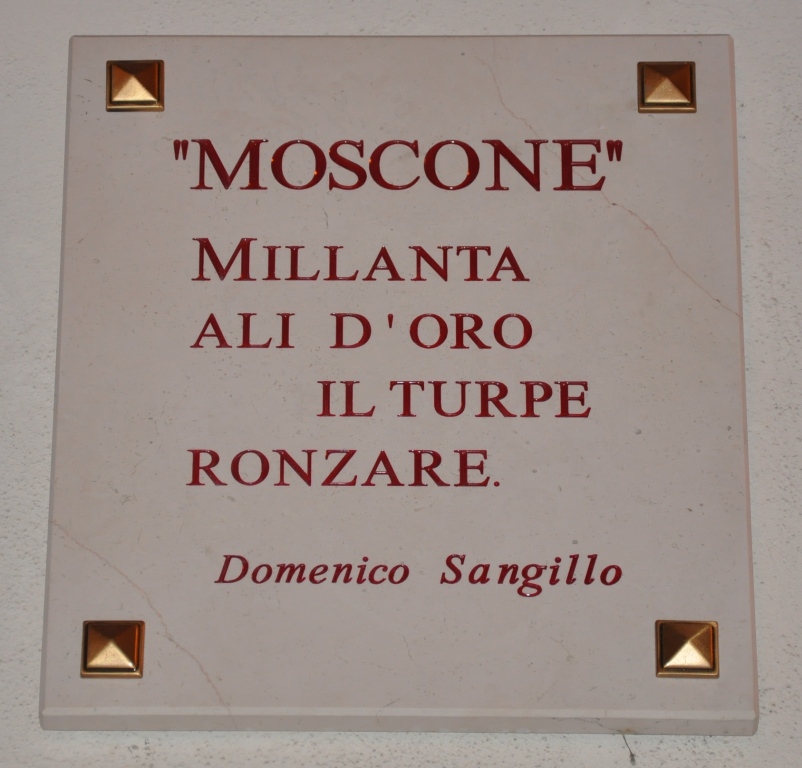 "MOSCONE"
MILLANTA
ALI D'ORO
IL TURPE
RONZARE.
Domenico Sangillo